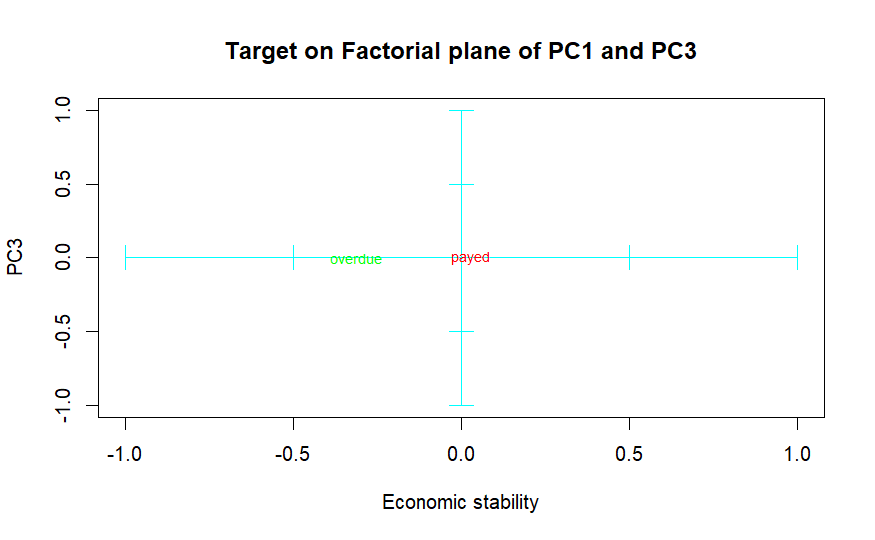 Target on Factorial plane of PC1 and PC3
1.0
0.5
0.0
-0.5
-1.0
PC3
overdue
payed
-1.0 -0.5 0.0 0.5 1.0
Economic stability